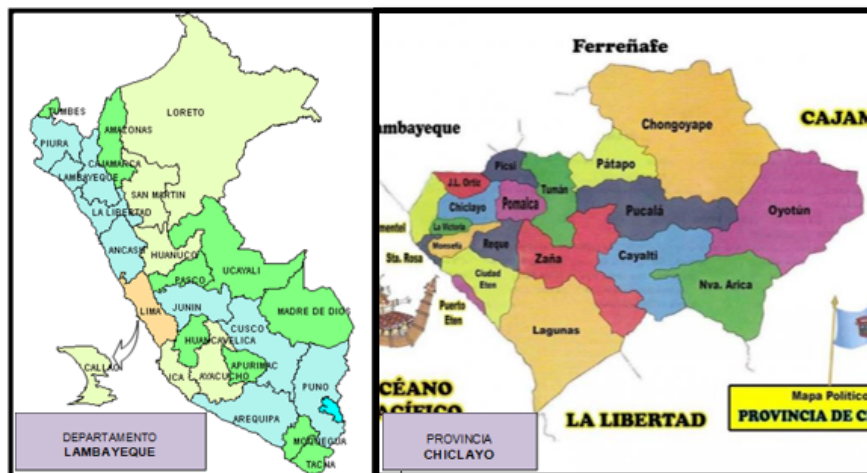 TUMBES
LORETO
AMAZONAS
PIURA
CAJAMARCA
LAMBAYEQUE
SAN MARTIN
LA LIBERTAD
ANCASH
HUANUCO
UCAYALI
PASCO
LIMA
JUNIN
MADRE DE DIOS
CUSCO
HUANCAVELICA
CALLAO
APURIMAC
ICA
AYACUCHO
PUNO
AREQUIPA
MOQUEGUA
TACNA
DEPARTAMENTO
LAMBAYEQUE
Ferreñafe
CAJAM
ambayeque
Chongoyape
Picsi
Pátapo
J.L. Ortiz
Tumán
Chiclayo
Pomalca
Pucalá
Oyotún
mentel
La Victoria
Monsefú
Reque
Sta. Rosa
Zaña
Cayaltí
Ciudad
Eten
Nva. Arica
Puerto
Eten
Lagunas
CÉANO
ACÍFICO
LA LIBERTAD
Mapa Político
PROVINCIA DE C
PROVINCIA
CHICLAYO